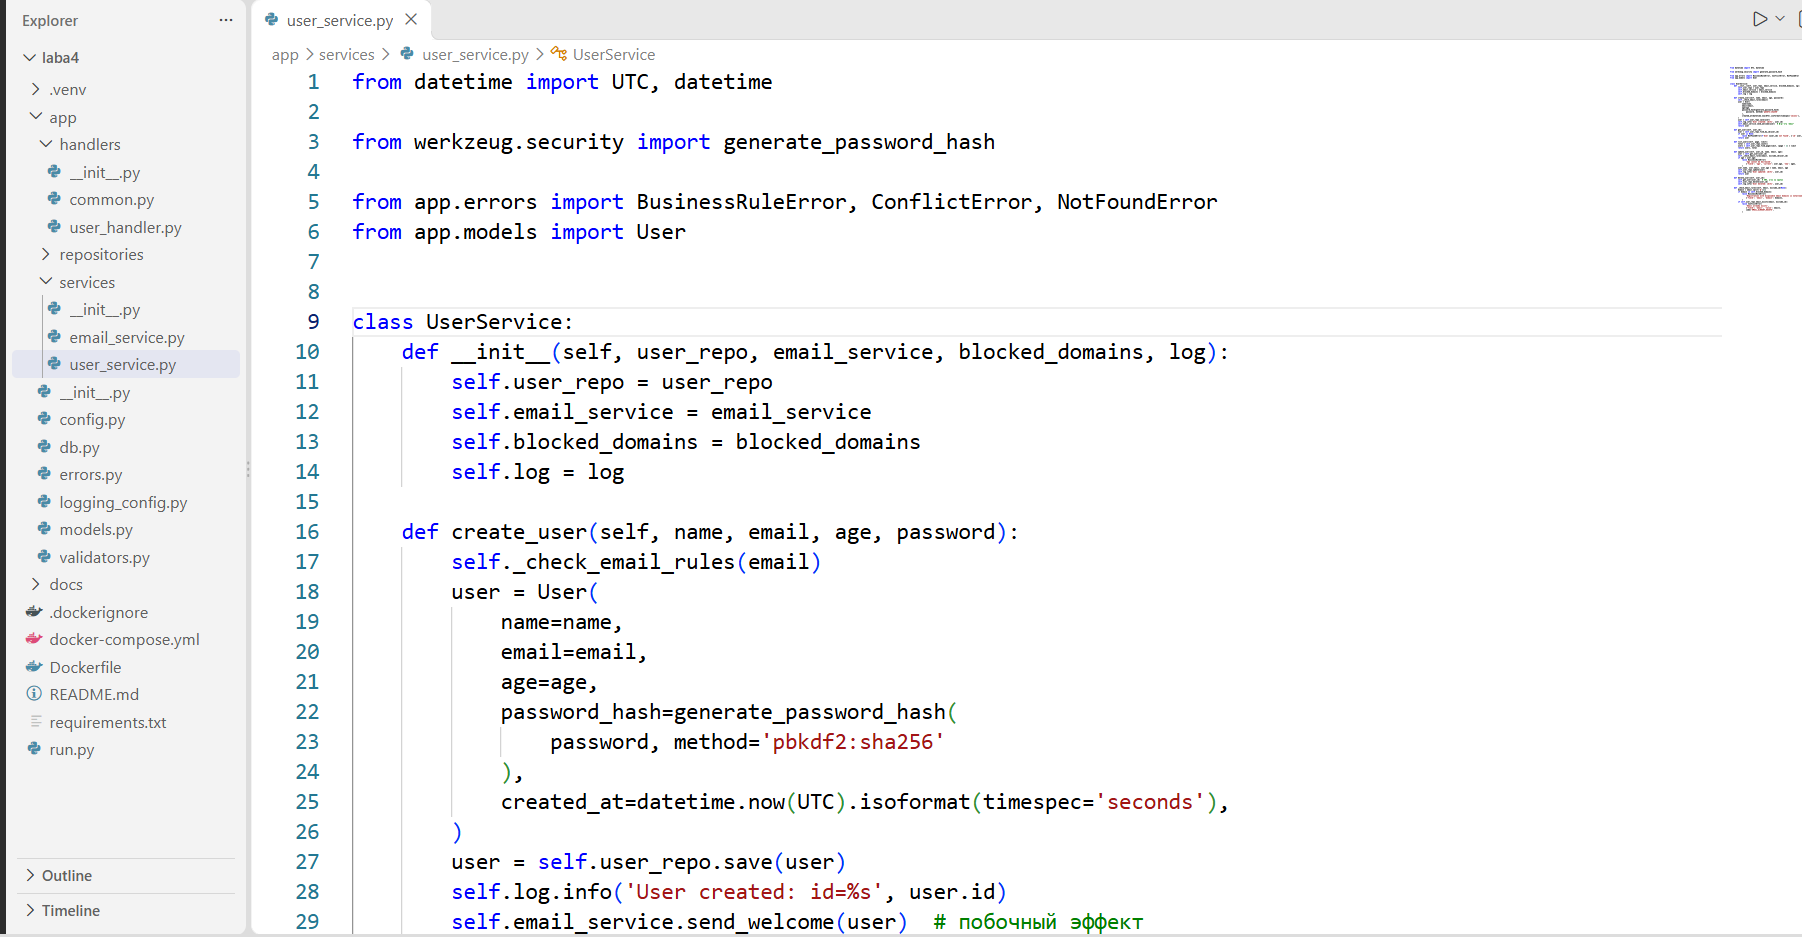 Explorer
laba4
.venv
app
handlers
__init__.py
common.py
user_handler.py
repositories
services
__init__.py
email_service.py
user_service.py
__init__.py
config.py
db.py
errors.py
logging_config.py
models.py
validators.py
docs
.dockerignore
docker-compose.yml
Dockerfile
README.md
requirements.txt
run.py
Outline
Timeline
user_service.py
app > services > user_service.py > UserService
1 from datetime import UTC, datetime
2
3 from werkzeug.security import generate_password_hash
4
5 from app.errors import BusinessRuleError, ConflictError, NotFoundError
6 from app.models import User
7
8
9 class UserService:
10     def __init__(self, user_repo, email_service, blocked_domains, log):
11         self.user_repo = user_repo
12         self.email_service = email_service
13         self.blocked_domains = blocked_domains
14         self.log = log
15
16     def create_user(self, name, email, age, password):
17         self._check_email_rules(email)
18         user = User(
19             name=name,
20             email=email,
21             age=age,
22             password_hash=generate_password_hash(
23                 password, method='pbkdf2:sha256'
24             ),
25             created_at=datetime.now(UTC).isoformat(timespec='seconds'),
26         )
27         user = self.user_repo.save(user)
28         self.log.info('User created: id=%s', user.id)
29         self.email_service.send_welcome(user)  # побочный эффект